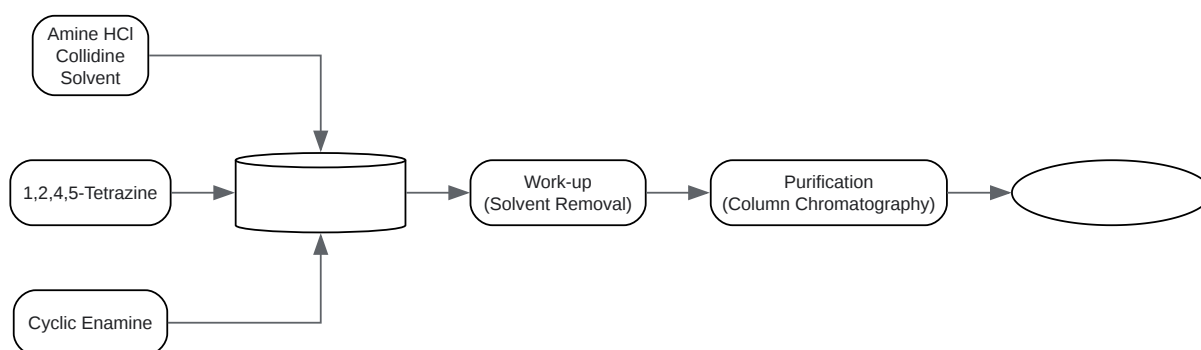 Amine HCl
Collidine
Solvent
1,2,4,5-Tetrazine
Work-up
(Solvent Removal)
Purification
(Column Chromatography)
Cyclic Enamine